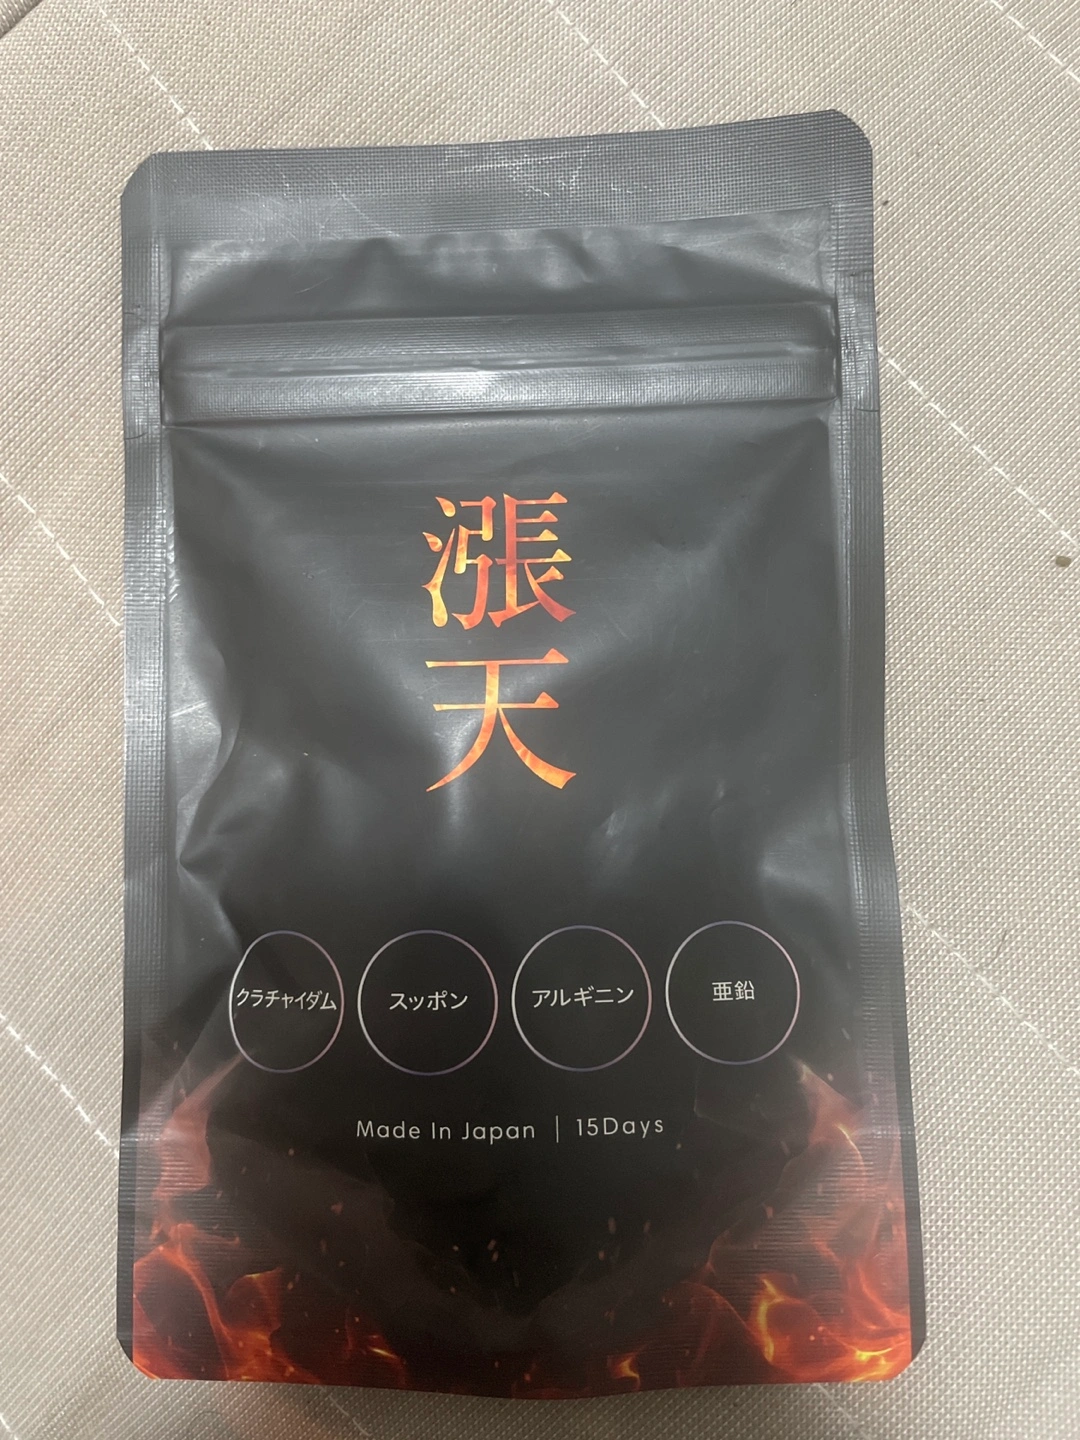 漲天
クラチャイダム
スッポン
アルギニン
亜鉛
Made In Japan | 15Days